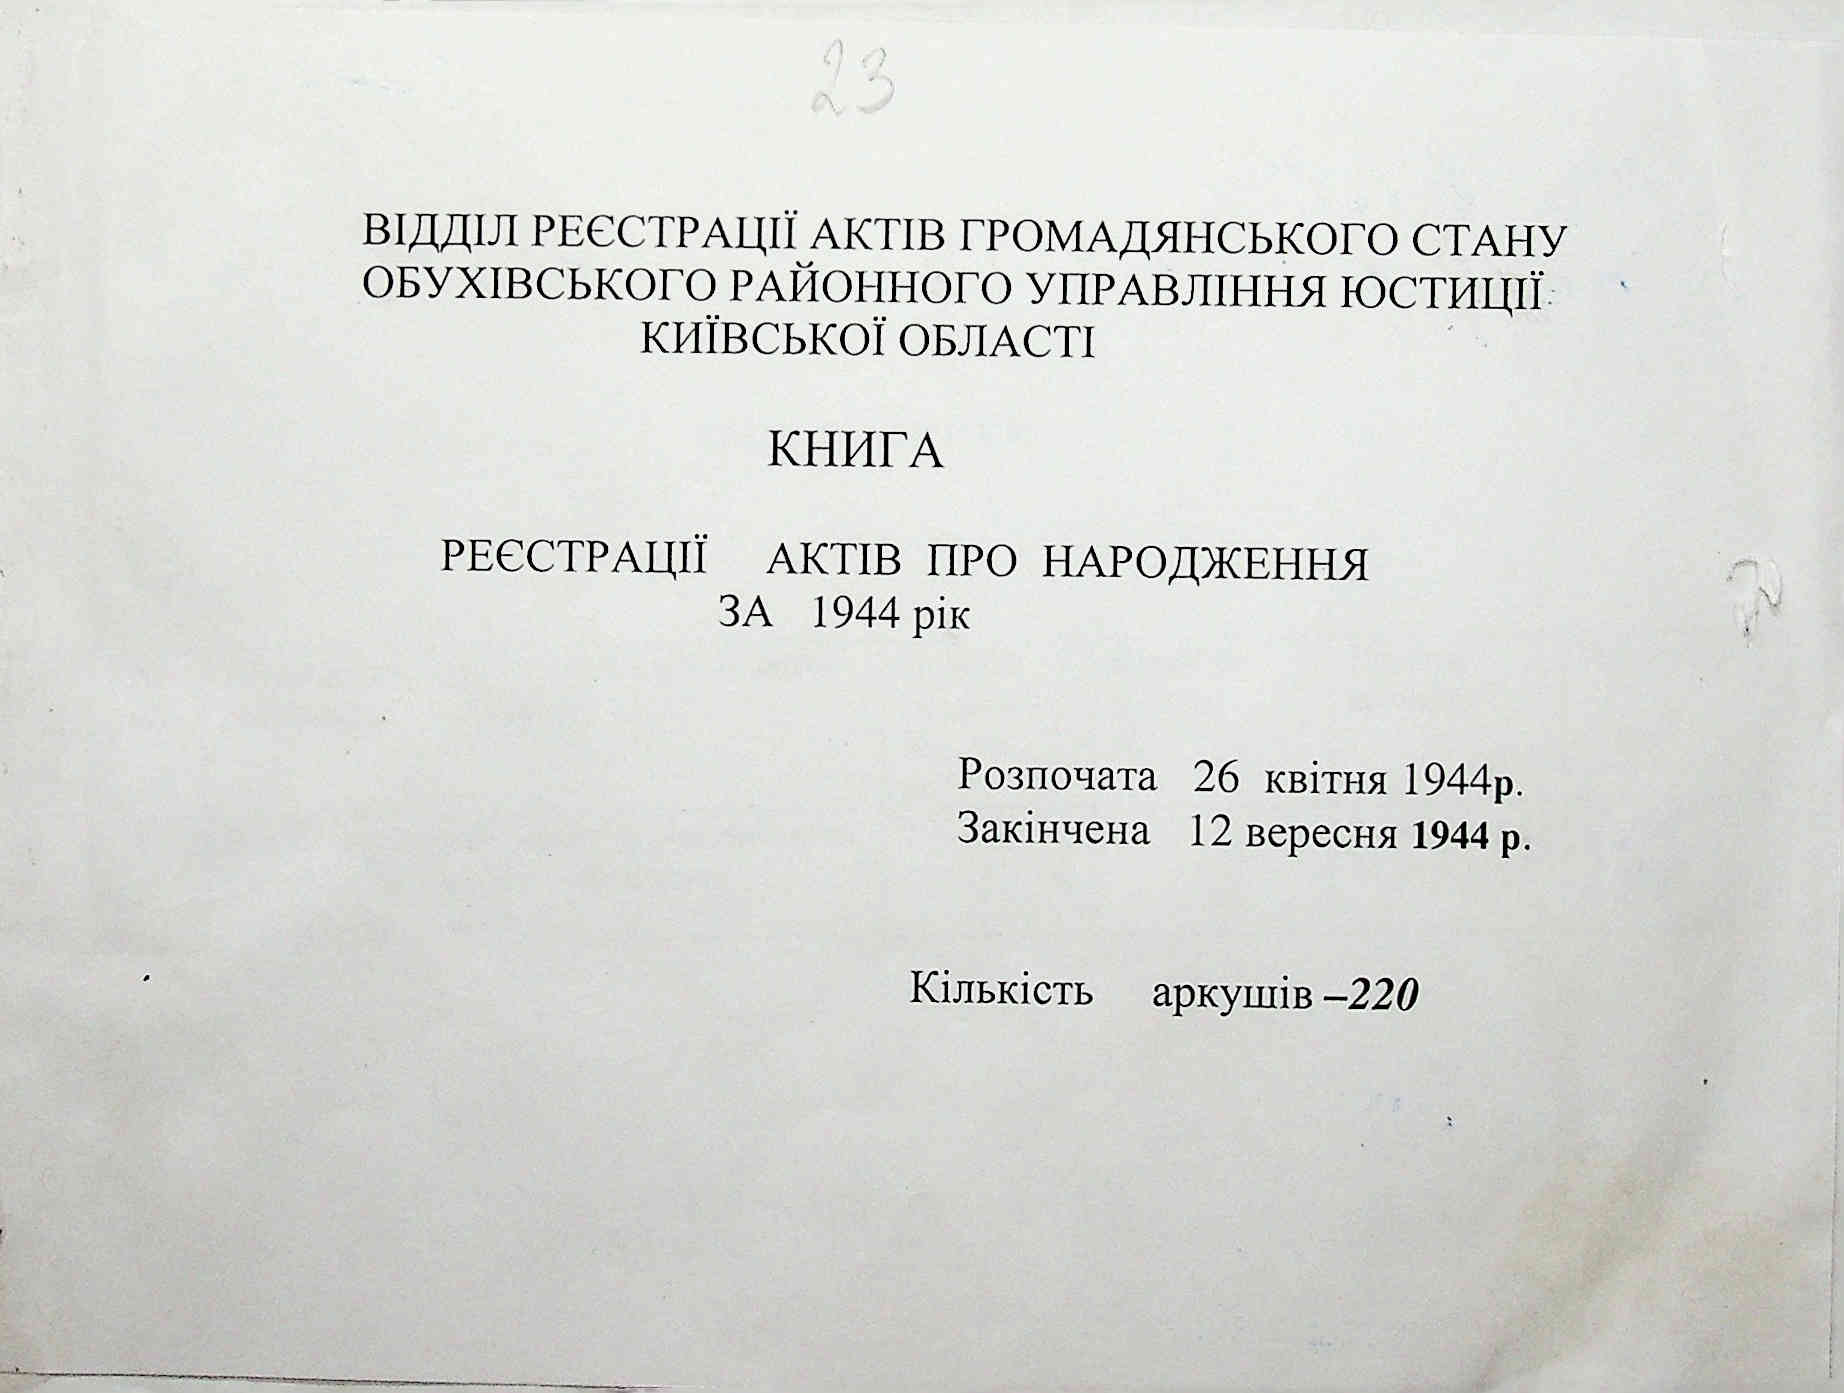 23
ВІДДІЛ РЕЄСТРАЦІЇ АКТІВ ГРОМАДЯНСЬКОГО СТАНУ
ОБУХІВСЬКОГО РАЙОННОГО УПРАВЛІННЯ ЮСТИЦІЇ
КИЇВСЬКОЇ ОБЛАСТІ
КНИГА
РЕЄСТРАЦІЇ АКТІВ ПРО НАРОДЖЕННЯ
ЗА 1944 рік
Розпочата 26 квітня 1944р.
Закінчена 12 вересня 1944 р.
Кількість аркушів –220